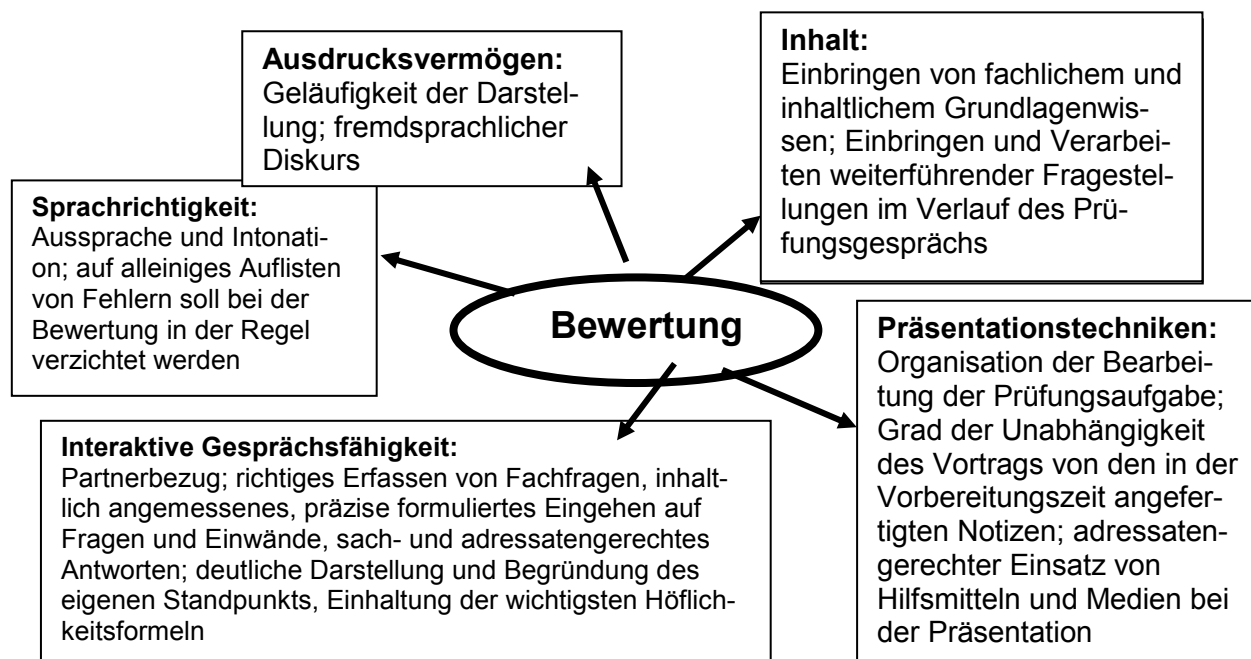 Ausdrucksvermögen:
Geläufigkeit der Darstel-
lung; fremdsprachlicher
Diskurs
Inhalt:
Einbringen von fachlichem und
inhaltlichem Grundlagenwis-
sen; Einbringen und Verarbei-
ten weiterführender Fragestel-
lungen im Verlauf des Prü-
fungsgesprächs
Sprachrichtigkeit:
Aussprache und Intonati-
on; auf alleiniges Auflisten
von Fehlern soll bei der
Bewertung in der Regel
verzichtet werden
Bewertung
Präsentationstechniken:
Organisation der Bearbei-
tung der Prüfungsaufgabe;
Grad der Unabhängigkeit
des Vortrags von den in der
Vorbereitungszeit angefer-
tigten Notizen; adressaten-
gerechter Einsatz von
Hilfsmitteln und Medien bei
der Präsentation
Interaktive Gesprächsfähigkeit:
Partnerbezug; richtiges Erfassen von Fachfragen, inhalt-
lich angemessenes, präzise formuliertes Eingehen auf
Fragen und Einwände, sach- und adressatengerechtes
Antworten; deutliche Darstellung und Begründung des
eigenen Standpunkts, Einhaltung der wichtigsten Höflich-
keitsformeln